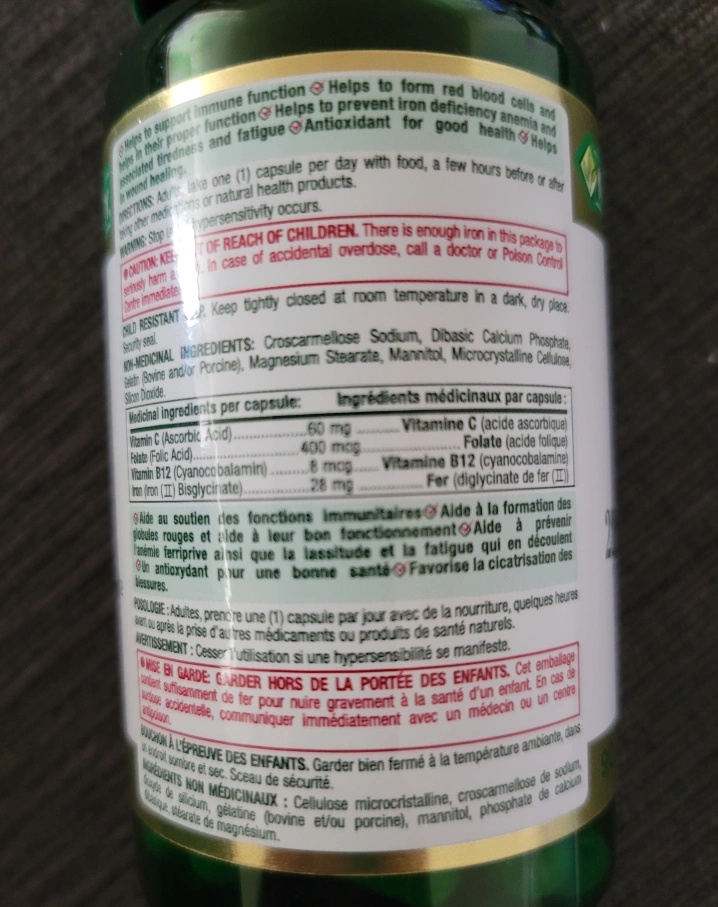 Helps to support immune function Helps to form red blood cells and
helps in their proper function Helps to prevent iron deficiency anemia and
associated tiredness and fatigue Antioxidant for good health Helps
in wound healing.
DIRECTIONS: take one (1) capsule per day with food, a few hours before or after
taking other or natural health products.
WARNING: Stop hypersensitivity occurs.
CAUTION: OF REACH OF CHILDREN. There is enough iron in this package to
seriously harm a In case of accidental overdose, call a doctor or Poison Control
Centre
CHILD RESISTANT Keep tightly closed at room temperature in a dark, dry place.
Security seal.
NON-MEDICINAL INGREDIENTS: Croscarmellose Sodium, Dibasic Calcium Phosphate,
Gelatin (Bovine and/or Porcine), Magnesium Stearate, Mannitol, Microcrystalline Cellulose,
Silicon Dioxide.
Medicinal ingredients per capsule: Ingrédients médicinaux par capsule:
Vitamin C (Ascorbic Acid)..................60 mg ............ Vitamine C (acide ascorbique)
Folate (Folic Acid)..........................400 mcg .................... Folate (acide folique)
Vitamin B12 (Cyanocobalamin) .........8 mcg ..... Vitamine B12 (cyanocobalamine)
Iron (Iron (II) Bisglycinate)................28 mg ............. Fer (diglycinate de fer (II))
Aide au soutien des fonctions immunitaires Aide à la formation des
globules rouges et aide à leur bon fonctionnement Aide à prévenir
l'anémie ferriprive ainsi que la lassitude et la fatigue qui en découlent
Un antioxydant pour une bonne santé Favorise la cicatrisation des
blessures.
POSOLOGIE : Adultes, prendre une (1) capsule par jour avec de la nourriture, quelques heures
avant ou après la prise d'autres médicaments ou produits de santé naturels.
AVERTISSEMENT : Cesser l'utilisation si une hypersensibilité se manifeste.
MISE EN GARDE: GARDER HORS DE LA PORTÉE DES ENFANTS. Cet emballage
contient suffisamment de fer pour nuire gravement à la santé d'un enfant. En cas de
surdose accidentelle, communiquer immédiatement avec un médecin ou un centre
antipoison.
BOUCHON À L'ÉPREUVE DES ENFANTS. Garder bien fermé à la température ambiante, dans
un endroit sombre et sec. Sceau de sécurité.
INGRÉDIENTS NON MÉDICINAUX : Cellulose microcristalline, croscarmellose de sodium,
dioxyde de silicium, gélatine (bovine et/ou porcine), mannitol, phosphate de calcium
dibasique, stéarate de magnésium.